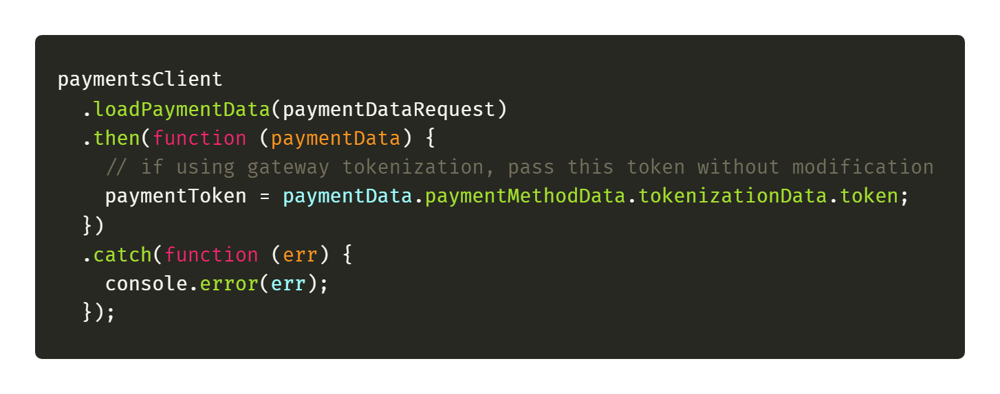 paymentsClient
  .loadPaymentData(paymentDataRequest)
  .then(function (paymentData) {
    // if using gateway tokenization, pass this token without modification
    paymentToken = paymentData.paymentMethodData.tokenizationData.token;
  })
  .catch(function (err) {
    console.error(err);
  });